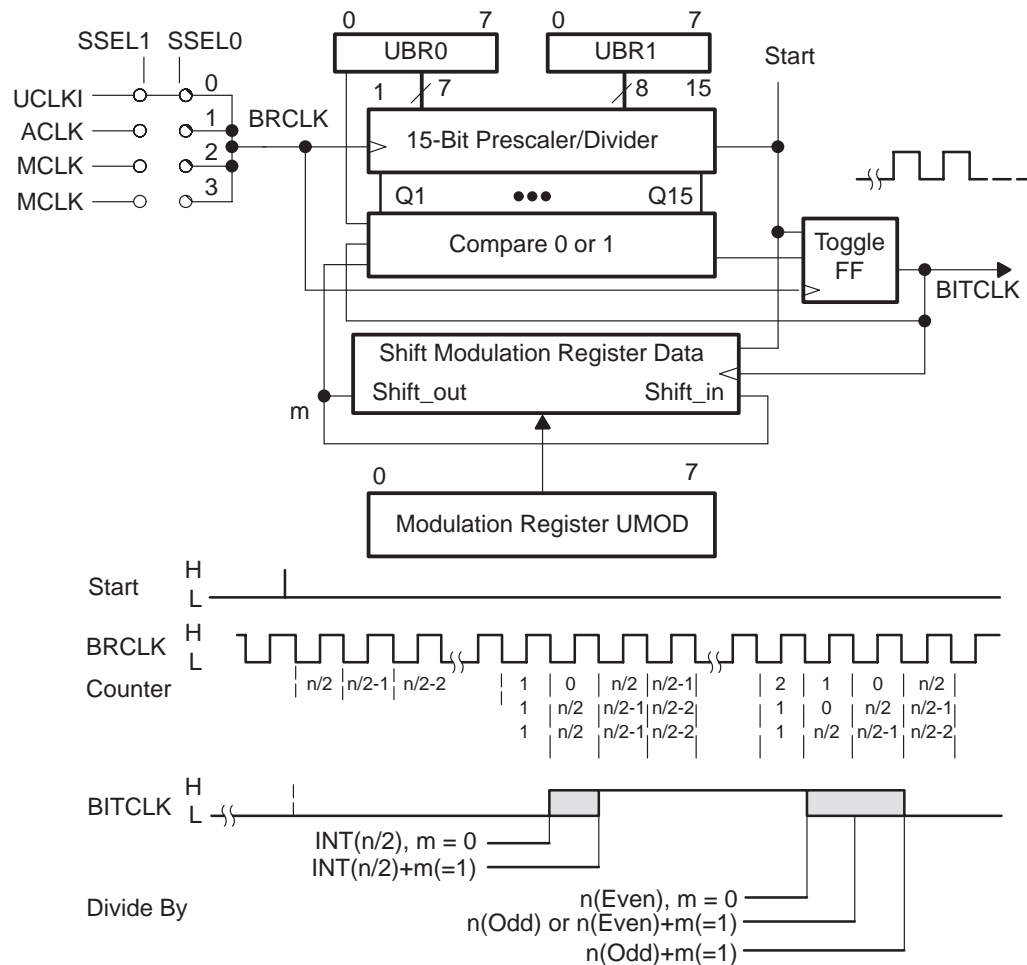 0 7 0 7
SSEL1 SSEL0 UBR0 UBR1 Start
0 1 7 8 15
UCLKI
ACLK 1 BRCLK 15-Bit Prescaler/Divider
MCLK 2
MCLK 3 Q1 ••• Q15
Compare 0 or 1 Toggle
FF
BITCLK
Shift Modulation Register Data
Shift_out Shift_in
m
0 7
Modulation Register UMOD
H
Start
L
H
BRCLK
L
Counter n/2 n/2-1 n/2-2 1 0 n/2 n/2-1 2 1 0 n/2
1 n/2 n/2-1 n/2-2 1 0 n/2 n/2-1
1 n/2 n/2-1 n/2-2 1 n/2 n/2-1 n/2-2
H
BITCLK
L
INT(n/2), m = 0
INT(n/2)+m(=1)
n(Even), m = 0
Divide By
n(Odd) or n(Even)+m(=1)
n(Odd)+m(=1)